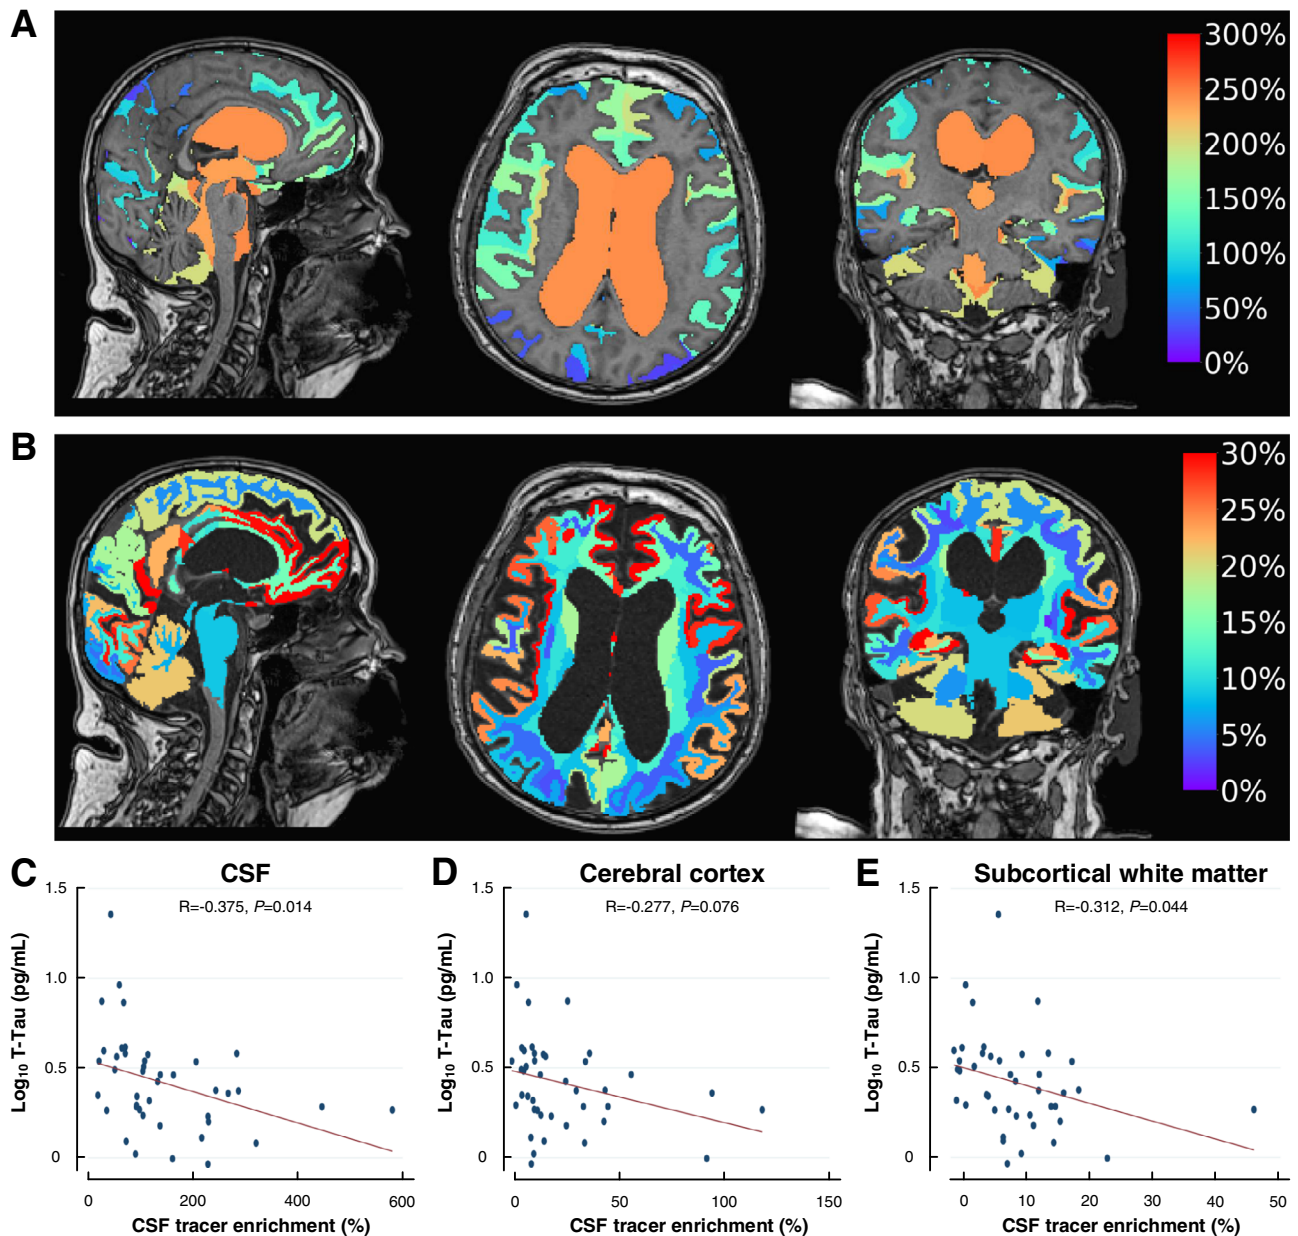 A
300%
250%
200%
150%
100%
50%
0%
B
30%
25%
20%
15%
10%
5%
0%
C
CSF
R=-0.375, P=0.014
1.5
1.0
0.5
0
Log₁₀ T-Tau (pg/mL)
0 200 400 600
CSF tracer enrichment (%)
D
Cerebral cortex
R=-0.277, P=0.076
1.5
1.0
0.5
0
Log₁₀ T-Tau (pg/mL)
0 50 100 150
CSF tracer enrichment (%)
E
Subcortical white matter
R=-0.312, P=0.044
1.5
1.0
0.5
0
Log₁₀ T-Tau (pg/mL)
0 10 20 30 40 50
CSF tracer enrichment (%)